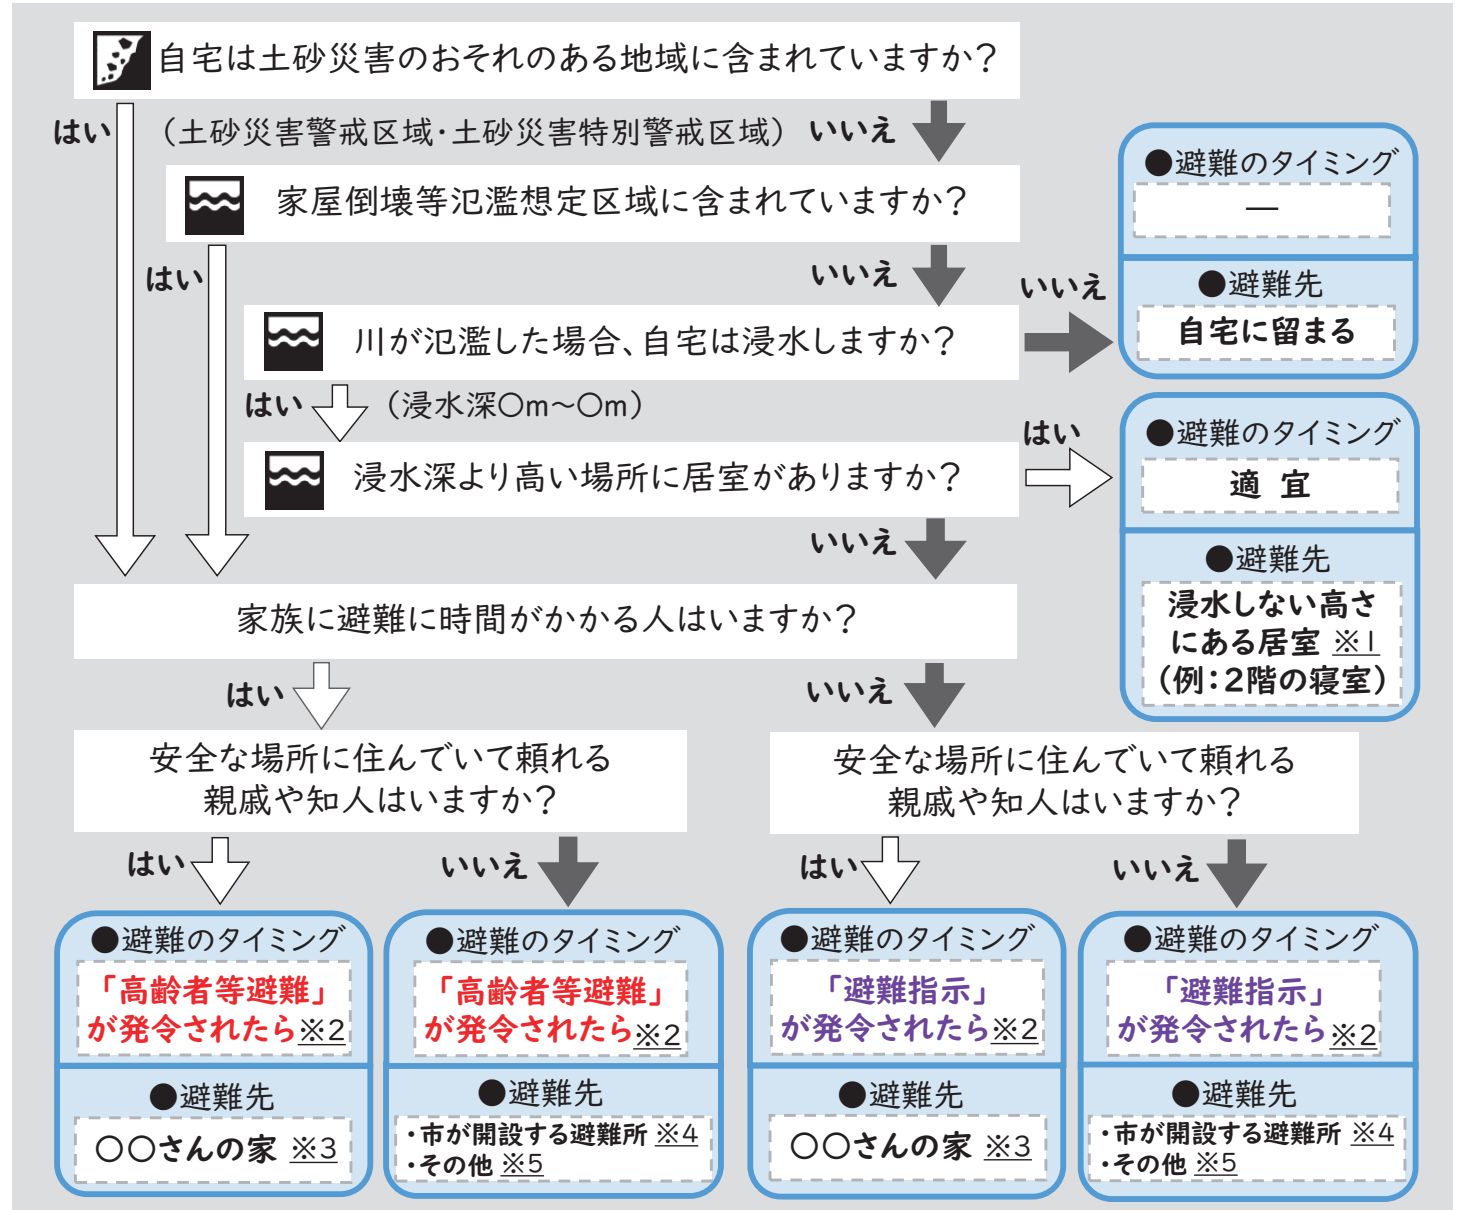 自宅は土砂災害のおそれのある地域に含まれていますか？
はい
（土砂災害警戒区域・土砂災害特別警戒区域）
いいえ
家屋倒壊等氾濫想定区域に含まれていますか？
はい
いいえ
川が氾濫した場合、自宅は浸水しますか？
いいえ
●避難のタイミング
―
●避難先
自宅に留まる
はい
（浸水深〇m～〇m）
浸水深より高い場所に居室がありますか？
はい
●避難のタイミング
適 宜
●避難先
浸水しない高さ
にある居室 ※1
（例：2階の寝室）
いいえ
家族に避難に時間がかかる人はいますか？
はい
いいえ
安全な場所に住んでいて頼れる
親戚や知人はいますか？
安全な場所に住んでいて頼れる
親戚や知人はいますか？
はい
いいえ
はい
いいえ
●避難のタイミング
「高齢者等避難」
が発令されたら※2
●避難先
〇〇さんの家 ※3
●避難のタイミング
「高齢者等避難」
が発令されたら※2
●避難先
・市が開設する避難所 ※4
・その他 ※5
●避難のタイミング
「避難指示」
が発令されたら※2
●避難先
〇〇さんの家 ※3
●避難のタイミング
「避難指示」
が発令されたら※2
●避難先
・市が開設する避難所 ※4
・その他 ※5